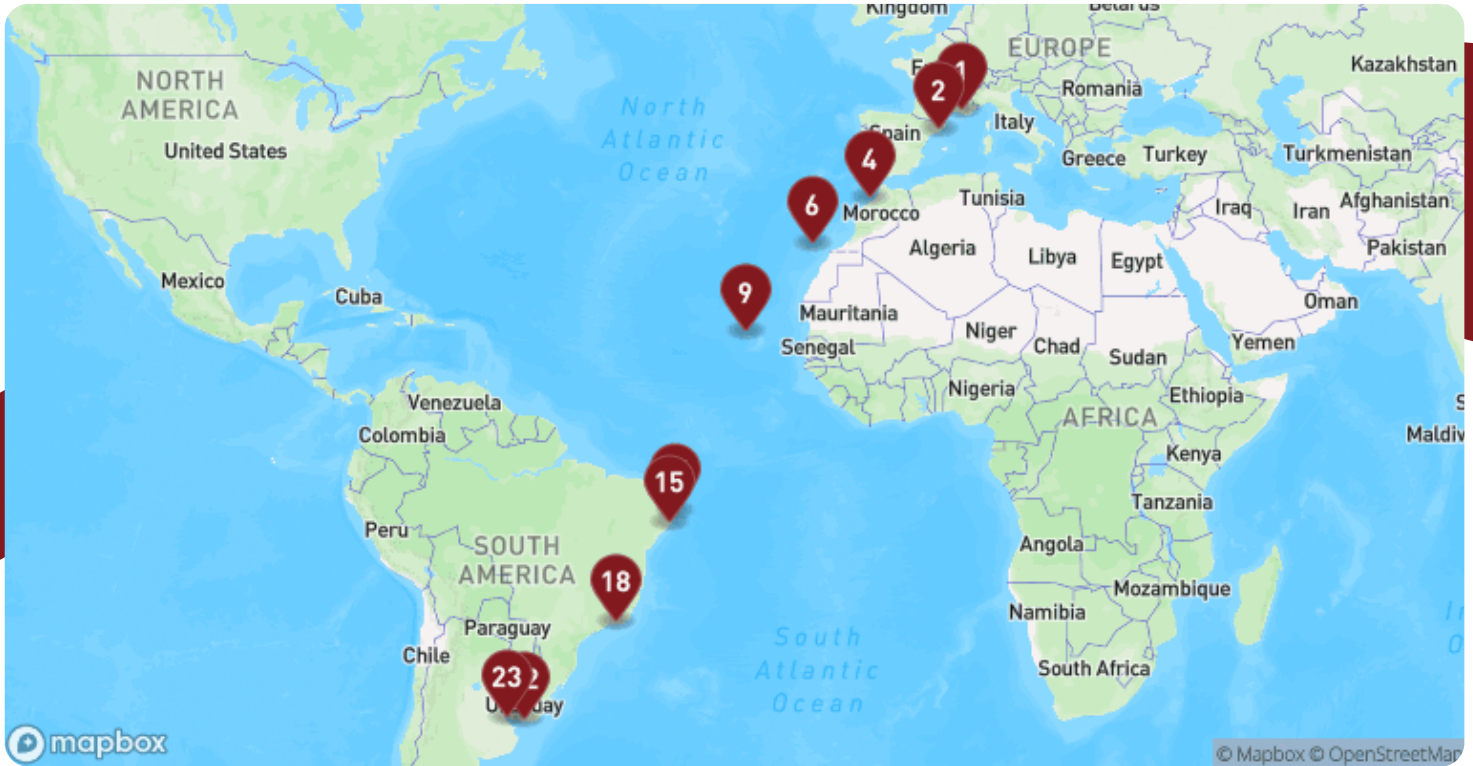 Kingdom
Belarus
EUROPE
Kazakhstan
NORTH
AMERICA
1
2
Romania
North
Atlantic
Ocean
Italy
Spain
United States
Greece
Turkey
Turkmenistan
4
Tunisia
Afghanistan
6
Morocco
Iraq
Iran
Algeria
Libya
Egypt
Pakistan
Mexico
Cuba
9
Oman
Mauritania
Niger
Chad
Sudan
Yemen
Senegal
Nigeria
Ethiopia
Venezuela
AFRICA
Colombia
Maldiv
Kenya
15
Tanzania
Peru
SOUTH
AMERICA
Angola
18
Mozambique
Namibia
Paraguay
South
Atlantic
Ocean
Chile
South Africa
23
2
mapbox
© Mapbox © OpenStreetMap